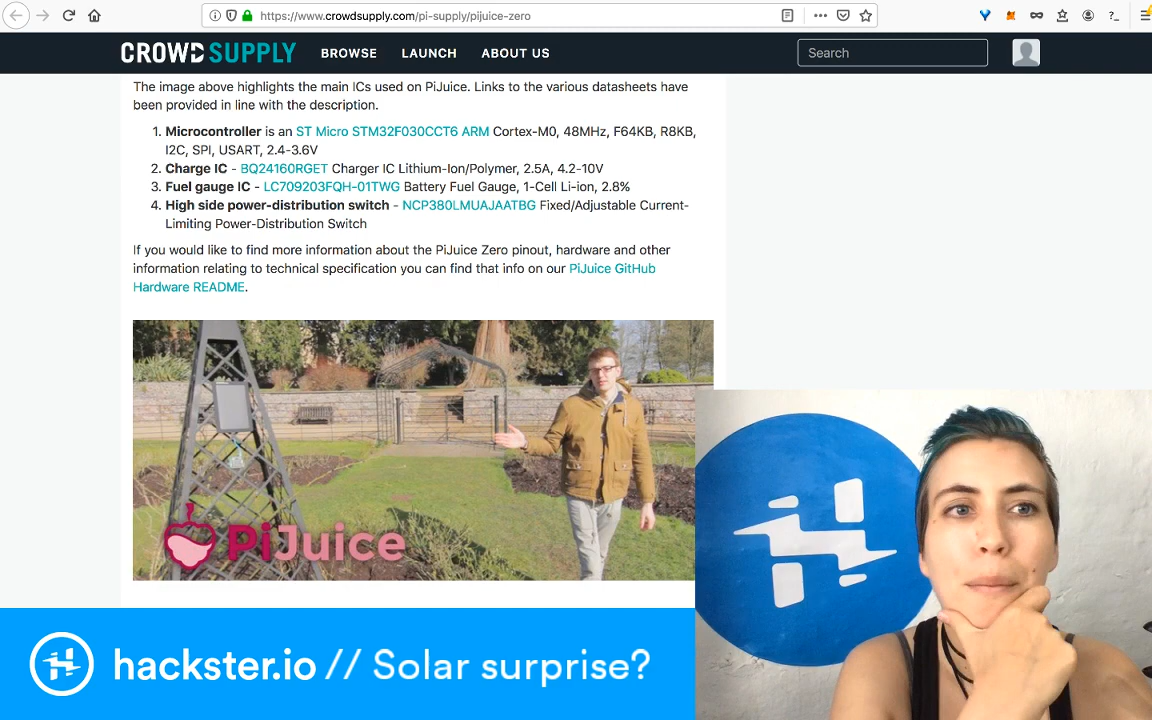 https://www.crowdsupply.com/pi-supply/pijuice-zero
CROWD SUPPLY BROWSE LAUNCH ABOUT US Search
The image above highlights the main ICs used on PiJuice. Links to the various datasheets have
been provided in line with the description.
1. Microcontroller is an ST Micro STM32F030CCT6 ARM Cortex-M0, 48MHz, F64KB, R8KB,
I2C, SPI, USART, 2.4-3.6V
2. Charge IC - BQ24160RGET Charger IC Lithium-Ion/Polymer, 2.5A, 4.2-10V
3. Fuel gauge IC - LC709203FQH-01TWG Battery Fuel Gauge, 1-Cell Li-ion, 2.8%
4. High side power-distribution switch - NCP380LMUAJAATBG Fixed/Adjustable Current-
Limiting Power-Distribution Switch
If you would like to find more information about the PiJuice Zero pinout, hardware and other
information relating to technical specification you can find that info on our PiJuice GitHub
Hardware README.
PiJuice
hackster.io // Solar surprise?